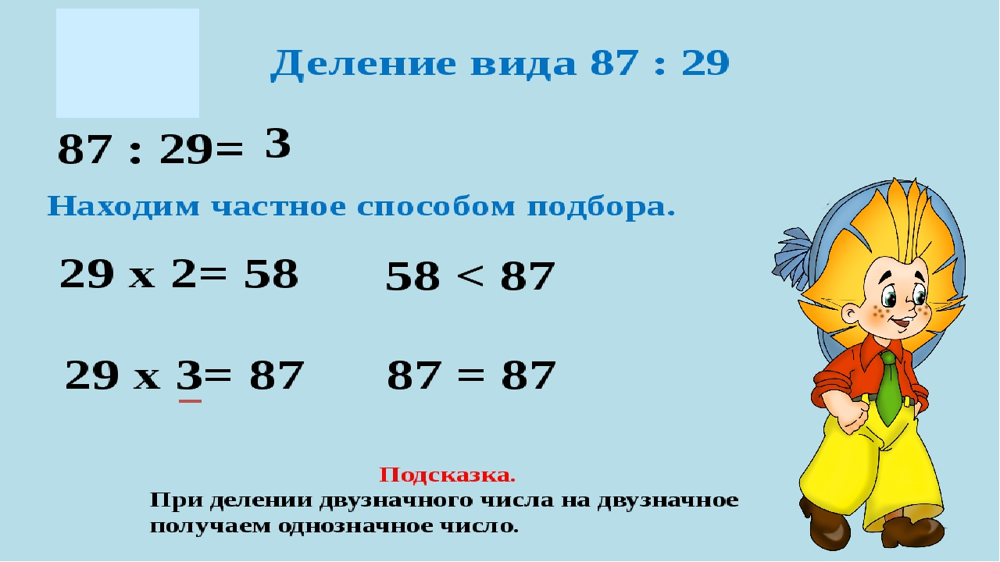 Деление вида 87 : 29
87 : 29= 3
Находим частное способом подбора.
29 х 2= 58 58 < 87
29 х 3= 87 87 = 87
Подсказка.
При делении двузначного числа на двузначное
получаем однозначное число.